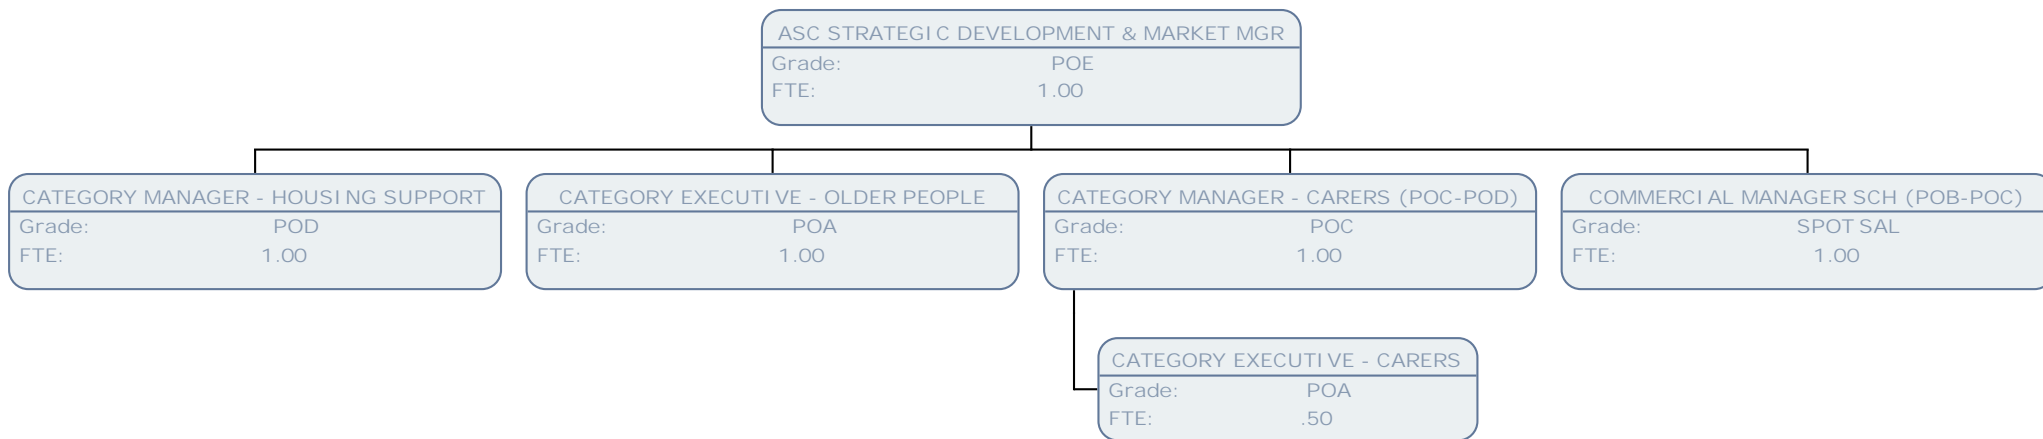 ASC STRATEGIC DEVELOPMENT & MARKET MGR
Grade: POE
FTE: 1.00
CATEGORY MANAGER - HOUSING SUPPORT
Grade: POD
FTE: 1.00
CATEGORY EXECUTIVE - OLDER PEOPLE
Grade: POA
FTE: 1.00
CATEGORY MANAGER - CARERS (POC-POD)
Grade: POC
FTE: 1.00
COMMERCIAL MANAGER SCH (POB-POC)
Grade: SPOT SAL
FTE: 1.00
CATEGORY EXECUTIVE - CARERS
Grade: POA
FTE: .50